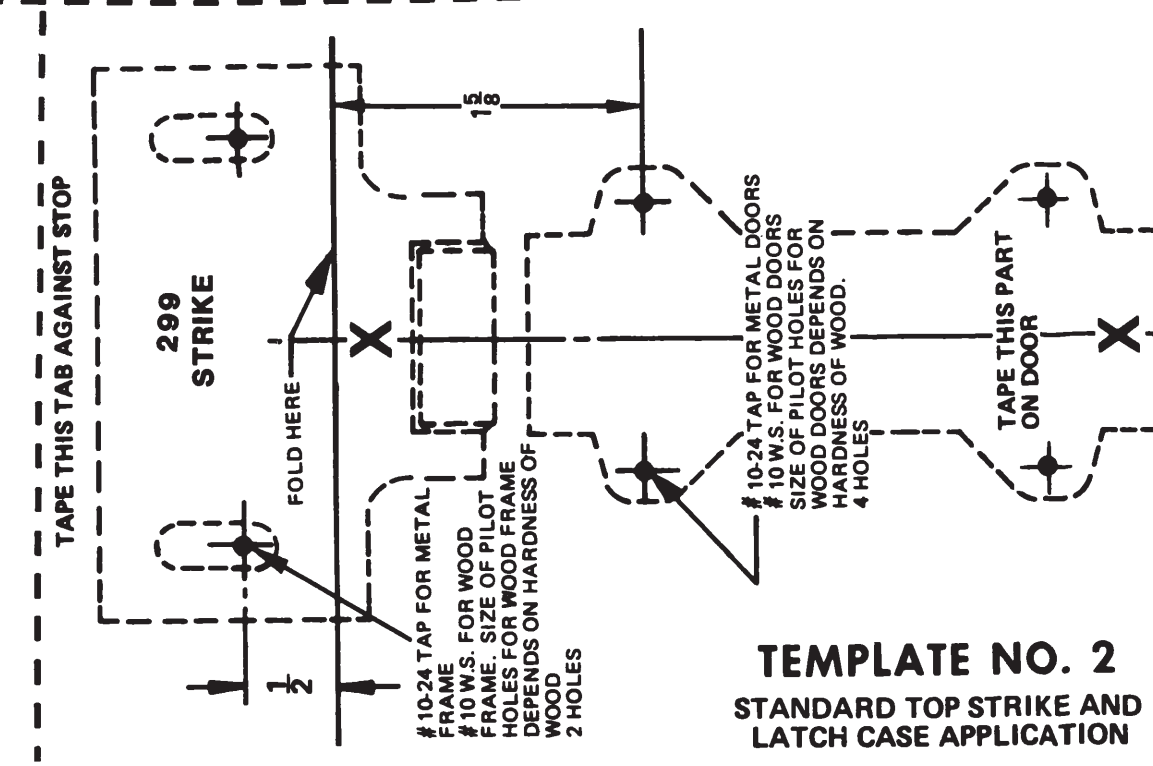 TAPE THIS TAB AGAINST STOP
299
STRIKE
FOLD HERE
1 5/8
1/2
#10-24 TAP FOR METAL
FRAME
#10 W.S. FOR WOOD
FRAME. SIZE OF PILOT
HOLES FOR WOOD FRAME
DEPENDS ON HARDNESS OF
WOOD
2 HOLES
#10-24 TAP FOR METAL DOORS
#10 W.S. FOR WOOD DOORS
SIZE OF PILOT HOLES FOR
WOOD DOORS DEPENDS ON
HARDNESS OF WOOD.
4 HOLES
TAPE THIS PART
ON DOOR
X
X
TEMPLATE NO. 2
STANDARD TOP STRIKE AND
LATCH CASE APPLICATION